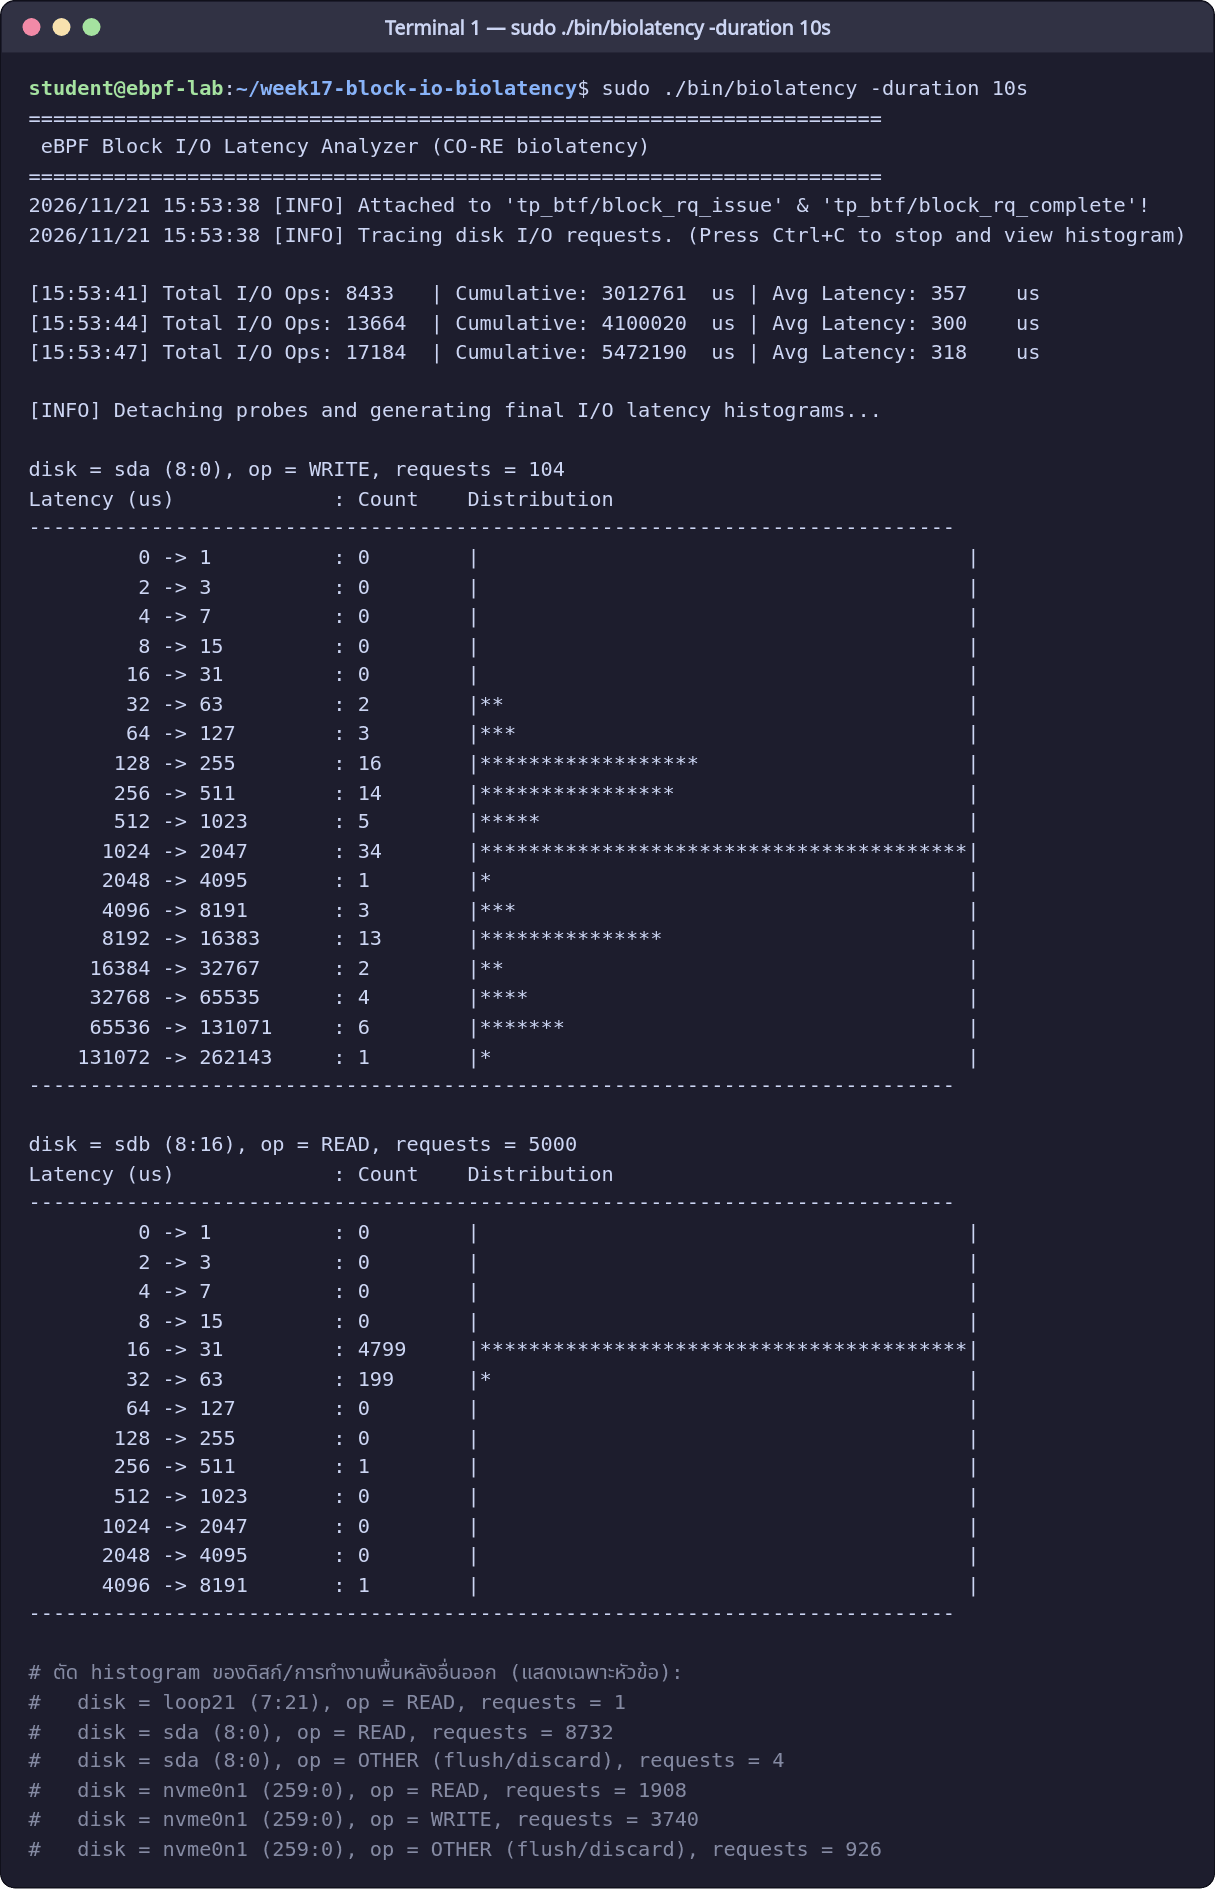 Terminal 1 — sudo ./bin/biolatency -duration 10s
student@ebpf-lab:~/week17-block-io-biolatency$ sudo ./bin/biolatency -duration 10s
======================================================================
 eBPF Block I/O Latency Analyzer (CO-RE biolatency)
======================================================================
2026/11/21 15:53:38 [INFO] Attached to 'tp_btf/block_rq_issue' & 'tp_btf/block_rq_complete'!
2026/11/21 15:53:38 [INFO] Tracing disk I/O requests. (Press Ctrl+C to stop and view histogram)

[15:53:41] Total I/O Ops: 8433   | Cumulative: 3012761  us | Avg Latency: 357    us
[15:53:44] Total I/O Ops: 13664  | Cumulative: 4100020  us | Avg Latency: 300    us
[15:53:47] Total I/O Ops: 17184  | Cumulative: 5472190  us | Avg Latency: 318    us

[INFO] Detaching probes and generating final I/O latency histograms...

disk = sda (8:0), op = WRITE, requests = 104
Latency (us)             : Count    Distribution
----------------------------------------------------------------------------
         0 -> 1          : 0        |                                        |
         2 -> 3          : 0        |                                        |
         4 -> 7          : 0        |                                        |
         8 -> 15         : 0        |                                        |
        16 -> 31         : 0        |                                        |
        32 -> 63         : 2        |**                                      |
        64 -> 127        : 3        |***                                     |
       128 -> 255        : 16       |******************                      |
       256 -> 511        : 14       |****************                        |
       512 -> 1023       : 5        |*****                                   |
      1024 -> 2047       : 34       |****************************************|
      2048 -> 4095       : 1        |*                                       |
      4096 -> 8191       : 3        |***                                     |
      8192 -> 16383      : 13       |***************                         |
     16384 -> 32767      : 2        |**                                      |
     32768 -> 65535      : 4        |****                                    |
     65536 -> 131071     : 6        |*******                                 |
    131072 -> 262143     : 1        |*                                       |
----------------------------------------------------------------------------

disk = sdb (8:16), op = READ, requests = 5000
Latency (us)             : Count    Distribution
----------------------------------------------------------------------------
         0 -> 1          : 0        |                                        |
         2 -> 3          : 0        |                                        |
         4 -> 7          : 0        |                                        |
         8 -> 15         : 0        |                                        |
        16 -> 31         : 4799     |****************************************|
        32 -> 63         : 199      |*                                       |
        64 -> 127        : 0        |                                        |
       128 -> 255        : 0        |                                        |
       256 -> 511        : 1        |                                        |
       512 -> 1023       : 0        |                                        |
      1024 -> 2047       : 0        |                                        |
      2048 -> 4095       : 0        |                                        |
      4096 -> 8191       : 1        |                                        |
----------------------------------------------------------------------------

# ตัด histogram ของดิสก์/การทำงานพื้นหลังอื่นออก (แสดงเฉพาะหัวข้อ):
#   disk = loop21 (7:21), op = READ, requests = 1
#   disk = sda (8:0), op = READ, requests = 8732
#   disk = sda (8:0), op = OTHER (flush/discard), requests = 4
#   disk = nvme0n1 (259:0), op = READ, requests = 1908
#   disk = nvme0n1 (259:0), op = WRITE, requests = 3740
#   disk = nvme0n1 (259:0), op = OTHER (flush/discard), requests = 926